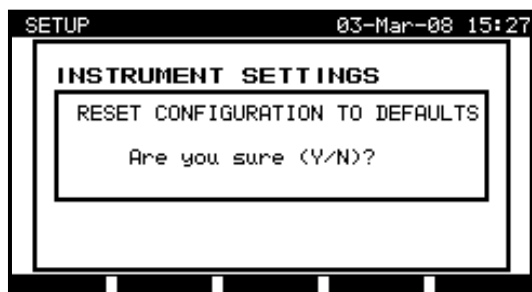 SETUP 03-Mar-08 15:27
INSTRUMENT SETTINGS
RESET CONFIGURATION TO DEFAULTS
Are you sure (Y/N)?